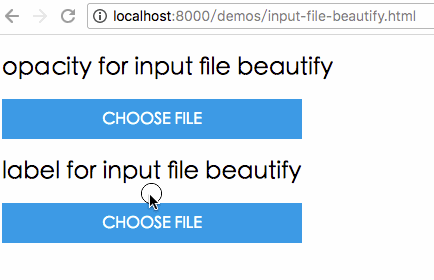 localhost:8000/demos/input-file-beautify.html
opacity for input file beautify
CHOOSE FILE
label for input file beautify
CHOOSE FILE